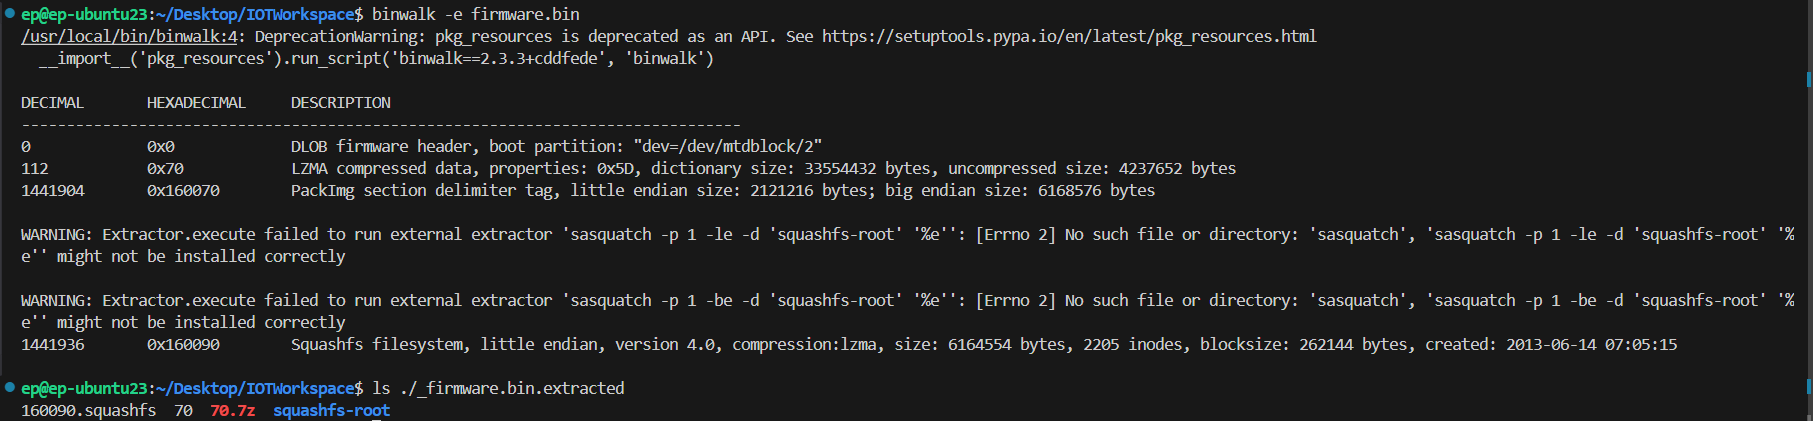 ep@ep-ubuntu23:~/Desktop/IOTWorkspace$ binwalk -e firmware.bin
/usr/local/bin/binwalk:4: DeprecationWarning: pkg_resources is deprecated as an API. See https://setuptools.pypa.io/en/latest/pkg_resources.html
  __import__('pkg_resources').run_script('binwalk==2.3.3+cddfede', 'binwalk')
DECIMAL       HEXADECIMAL     DESCRIPTION
--------------------------------------------------------------------------------
0             0x0             DLOB firmware header, boot partition: "dev=/dev/mtdblock/2"
112           0x70            LZMA compressed data, properties: 0x5D, dictionary size: 33554432 bytes, uncompressed size: 4237652 bytes
1441904       0x160070        PackImg section delimiter tag, little endian size: 2121216 bytes; big endian size: 6168576 bytes
WARNING: Extractor.execute failed to run external extractor 'sasquatch -p 1 -le -d 'squashfs-root' '%e'': [Errno 2] No such file or directory: 'sasquatch', 'sasquatch -p 1 -le -d 'squashfs-root' '%
e'' might not be installed correctly
WARNING: Extractor.execute failed to run external extractor 'sasquatch -p 1 -be -d 'squashfs-root' '%e'': [Errno 2] No such file or directory: 'sasquatch', 'sasquatch -p 1 -be -d 'squashfs-root' '%
e'' might not be installed correctly
1441936       0x160090        Squashfs filesystem, little endian, version 4.0, compression:lzma, size: 6164554 bytes, 2205 inodes, blocksize: 262144 bytes, created: 2013-06-14 07:05:15
ep@ep-ubuntu23:~/Desktop/IOTWorkspace$ ls ./_firmware.bin.extracted
160090.squashfs  70  70.7z  squashfs-root